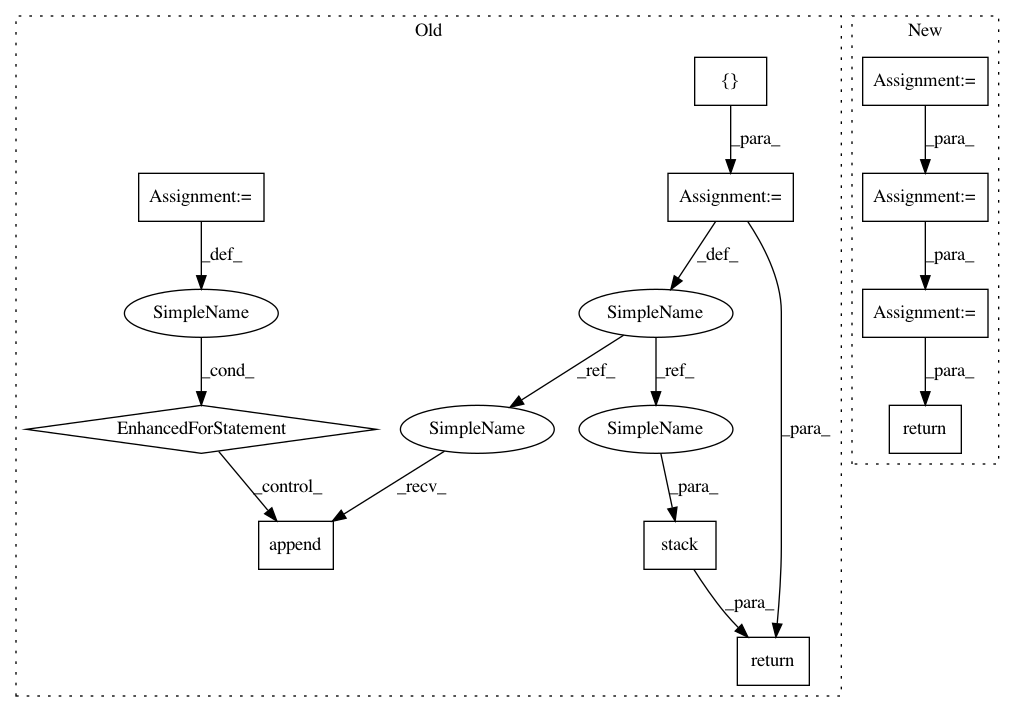 Old
New
{}
Assignment:=
_para_
_para_
Assignment:=
Assignment:=
Assignment:=
_def_
_def_
_para_
SimpleName
SimpleName
Assignment:=
_cond_
_ref_
_ref_
_para_
EnhancedForStatement
SimpleName
SimpleName
_para_
return
_control_
_recv_
_para_
append
stack
_para_
return